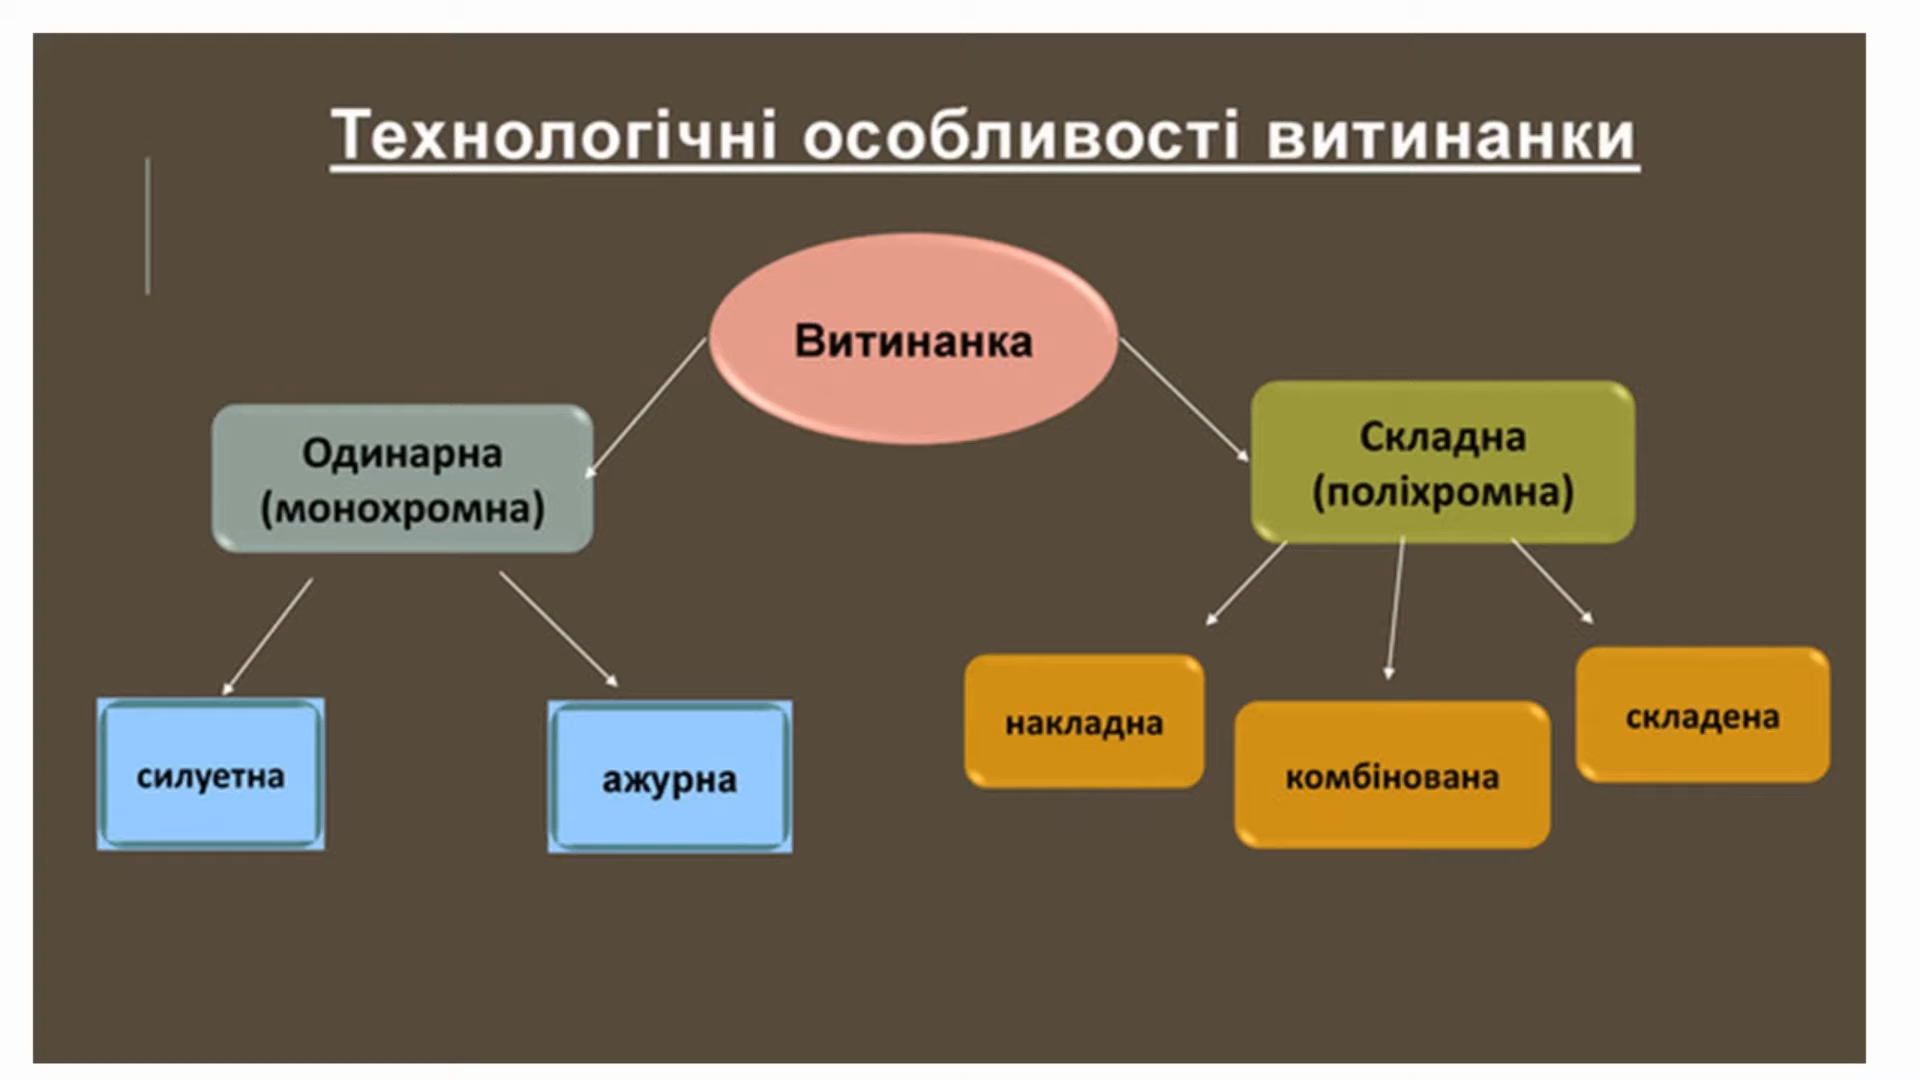 Технологічні особливості витинанки
Витинанка
Одинарна
(монохромна)
Складна
(поліхромна)
силуетна
ажурна
накладна
комбінована
складена